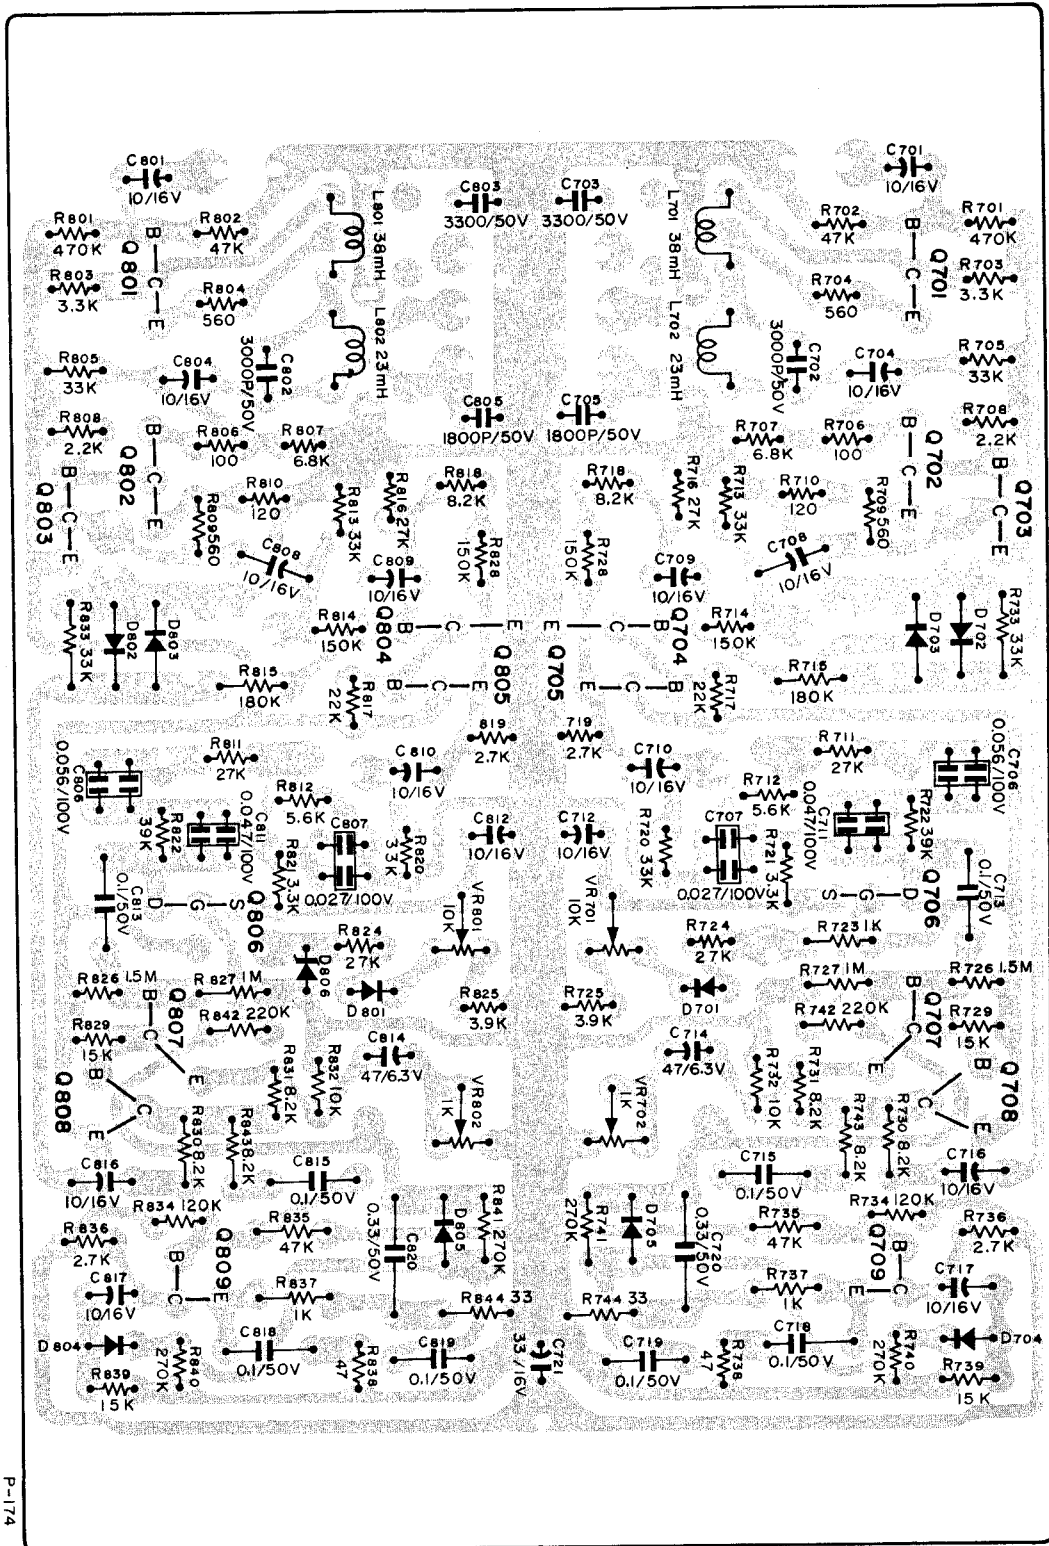 C801
10/16V
C803
3300/50V
C703
3300/50V
C701
10/16V
R801
470K
R802
47K
L801 38mH
L701 38mH
R702
47K
R701
470K
B C E
Q801
B C E
Q701
R803
3.3K
R804
560
R704
560
R703
3.3K
L802 23mH
L702 23mH
R805
33K
C804
10/16V
C802
3000P/50V
C702
3000P/50V
C704
10/16V
R705
33K
R808
2.2K
C805
1800P/50V
C705
1800P/50V
R708
2.2K
B C E
Q802
R806
100
R807
6.8K
R707
6.8K
R706
100
B C E
Q702
B C E
Q803
R809 560
R810
120
R813 33K
R816 27K
R818
8.2K
R718
8.2K
R716 27K
R713 33K
R710
120
R709 560
B C E
Q703
C808
10/16V
C809
10/16V
R828
150K
R728
150K
C709
10/16V
C708
10/16V
R833 33K
D802
D803
R814
150K
Q804
B C E
E C B
Q704
R714
150K
D703
D702
R733 33K
R815
180K
R817
22K
B C E
Q805
Q705
E C B
R717
22K
R715
180K
819
2.7K
719
2.7K
C806
0.056/100V
R811
27K
C810
10/16V
C710
10/16V
R711
27K
C706
0.056/100V
R822
39K
C811
0.047/100V
R812
5.6K
R712
5.6K
C711
0.047/100V
R722 39K
R821 3.3K
C807
0.027/100V
R820
33K
C812
10/16V
C712
10/16V
R720 33K
C707
0.027/100V
R721 3.3K
C813
0.1/50V
D G S
Q806
VR801
10K
VR701
10K
S G D
Q706
C713
0.1/50V
R824
27K
R724
27K
R723 1K
R826 1.5M
R827 1M
D806
D801
D701
R727 1M
R726 1.5M
B C E
Q807
R842 220K
R825
3.9K
R725
3.9K
R742 220K
B C E
Q707
R829
15K
C814
47/6.3V
C714
47/6.3V
R729
15K
B C E
Q808
R831 8.2K
R832 10K
VR802
1K
VR702
1K
R732 10K
R731 8.2K
B C E
Q708
R830 8.2K
R843 8.2K
R743 8.2K
R730 8.2K
C816
10/16V
C815
0.1/50V
C715
0.1/50V
C716
10/16V
R834 120K
R734 120K
R836
2.7K
R835
47K
C820
0.33/50V
D805
R841 270K
R741
270K
D705
C720
0.33/50V
R735
47K
R736
2.7K
B C E
Q809
Q709
B C E
C817
10/16V
R837
1K
R844 33
R744 33
R737
1K
C717
10/16V
D804
R840
270K
C818
0.1/50V
R838
47
C819
0.1/50V
C721
33/16V
C719
0.1/50V
R738
47
C718
0.1/50V
R740
270K
D704
R839
15K
R739
15K
P-174